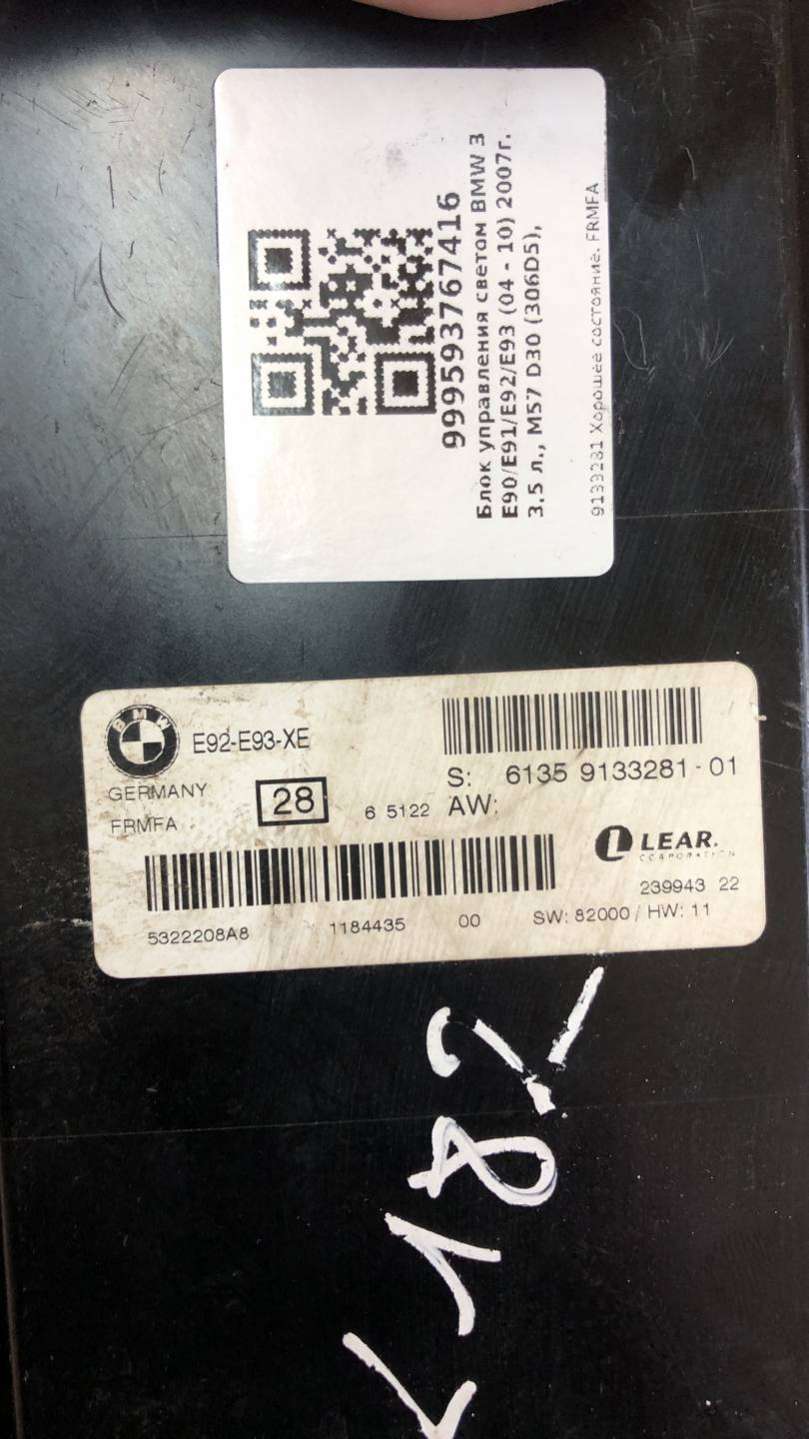 999593767416
Блок управления светом BMW 3
E90/E91/E92/E93 (04 - 10) 2007г.
3.5 л., M57 D30 (306D5),
9133281 Хорошее состояние. FRMFA
BMW
E92-E93-XE
GERMANY
FRMFA
28
6 5122
S: 6135 9133281-01
AW:
LEAR.
CORPORATION
239943 22
5322208A8 1184435 00 SW: 82000 / HW: 11
182